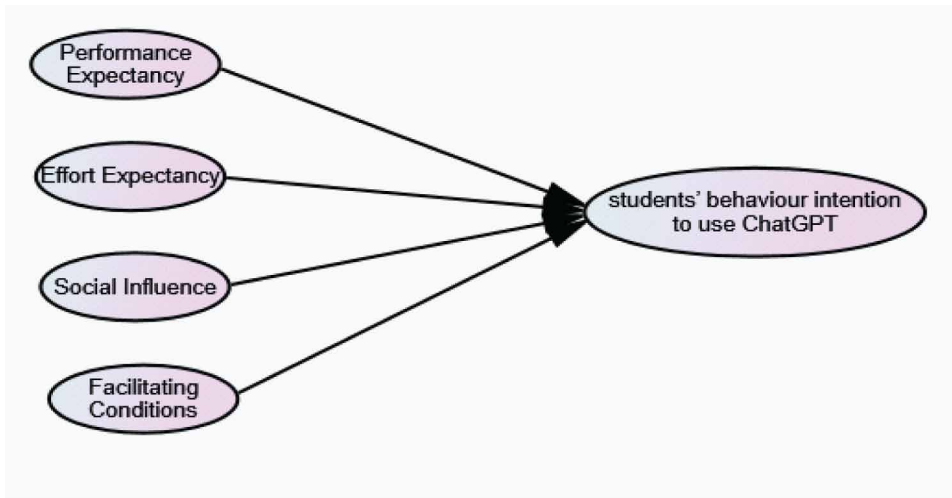 Performance
Expectancy
Effort Expectancy
students’ behaviour intention
to use ChatGPT
Social Influence
Facilitating
Conditions